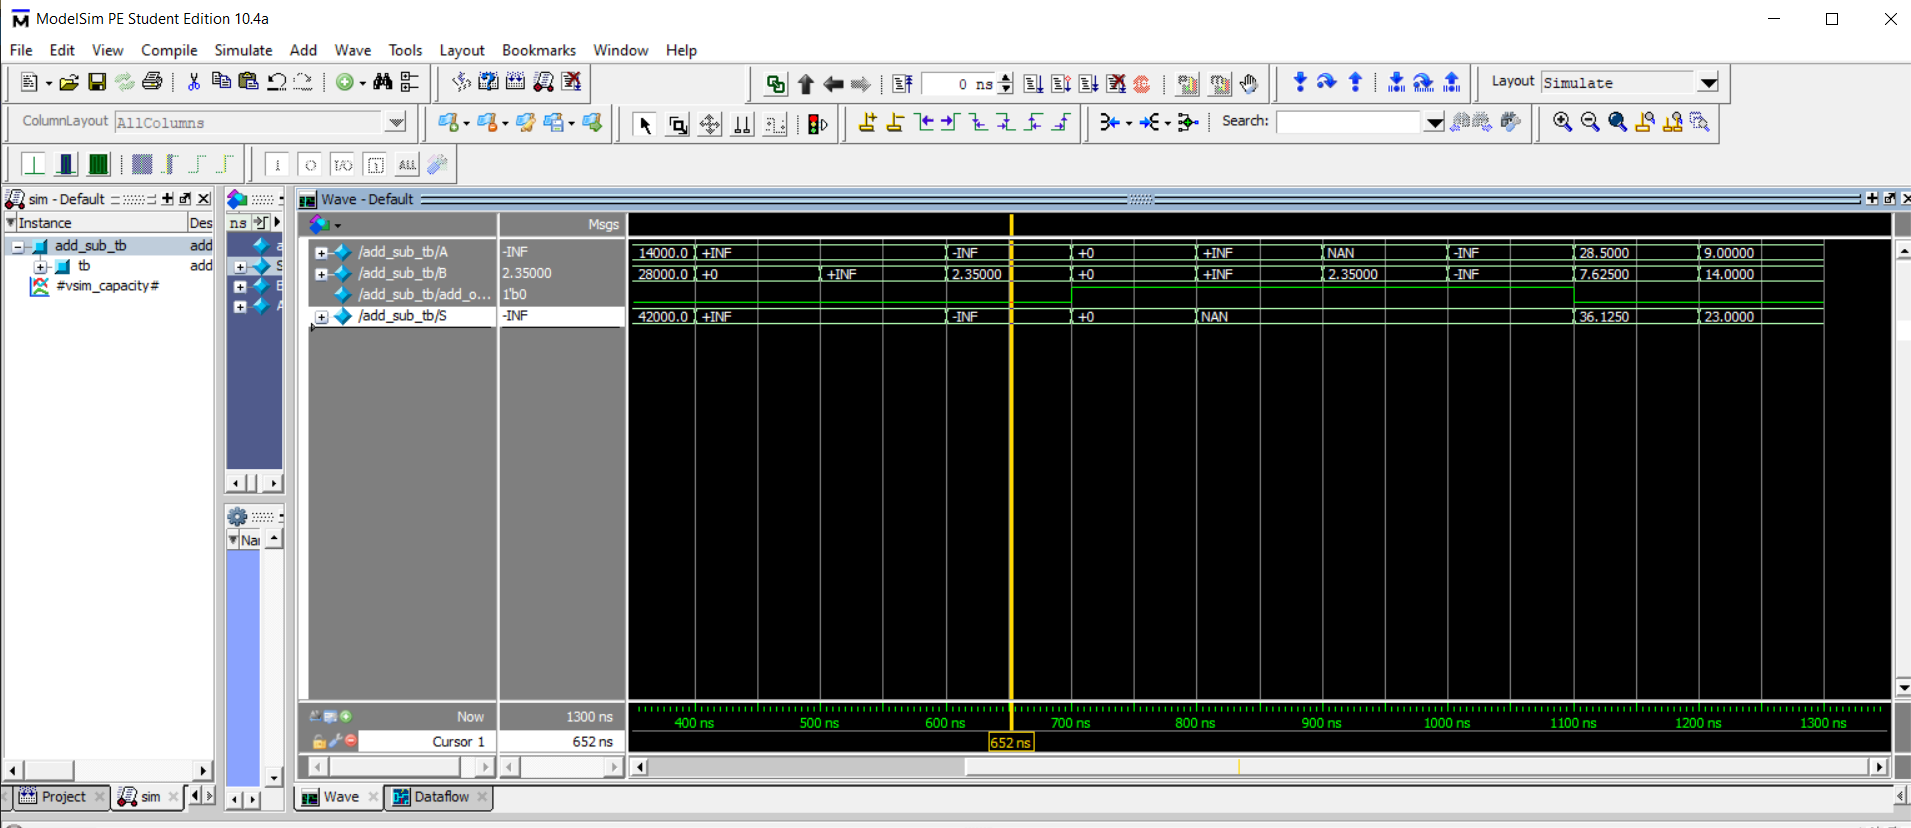 ModelSim PE Student Edition 10.4a
File Edit View Compile Simulate Add Wave Tools Layout Bookmarks Window Help
0 ns Layout Simulate
ColumnLayout AllColumns Search:
I O I/O ALL
sim - Default
Wave - Default
Instance Des
ns
Msgs
add_sub_tb add
tb add
#vsim_capacity#
/add_sub_tb/A -INF 14000.0 +INF -INF +0 +INF NAN -INF 28.5000 9.00000
/add_sub_tb/B 2.35000 28000.0 +0 +INF 2.35000 +0 +INF 2.35000 -INF 7.62500 14.0000
/add_sub_tb/add_o... 1'b0
/add_sub_tb/S -INF 42000.0 +INF -INF +0 NAN 36.1250 23.0000
Nar
Now 1300 ns 400 ns 500 ns 600 ns 700 ns 800 ns 900 ns 1000 ns 1100 ns 1200 ns 1300 ns
Cursor 1 652 ns 652 ns
Project sim Wave Dataflow